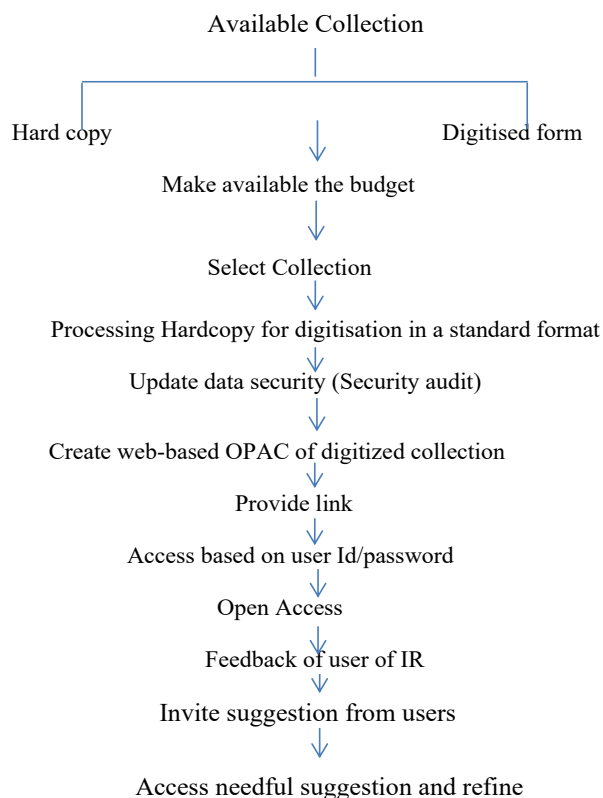 Available Collection
Hard copy
Digitised form
Make available the budget
Select Collection
Processing Hardcopy for digitisation in a standard format
Update data security (Security audit)
Create web-based OPAC of digitized collection
Provide link
Access based on user Id/password
Open Access
Feedback of user of IR
Invite suggestion from users
Access needful suggestion and refine